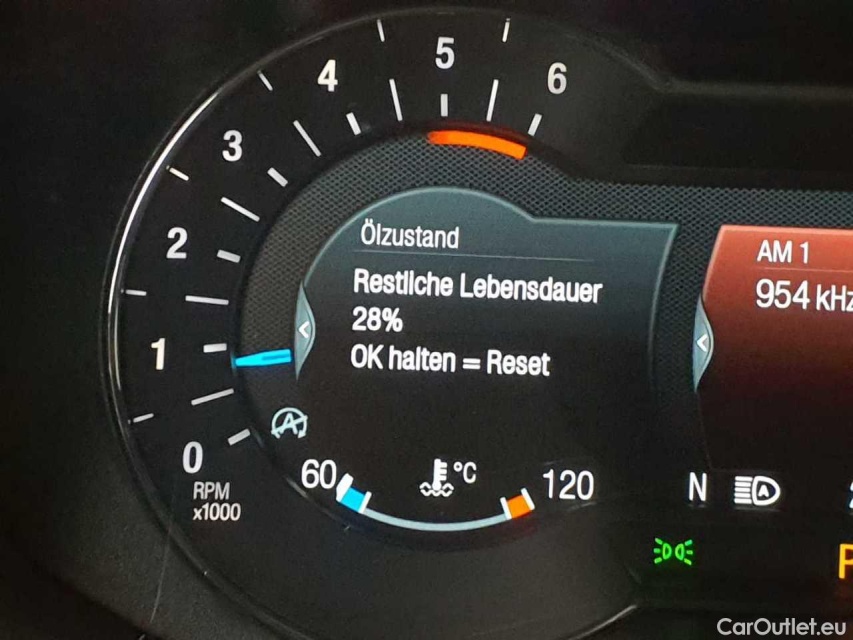 5
4
6
3
2
1
0
RPM
x1000
Ölzustand
Restliche Lebensdauer
28%
OK halten = Reset
AM 1
954 kHz
60
°C
120
N
P
CarOutlet.eu